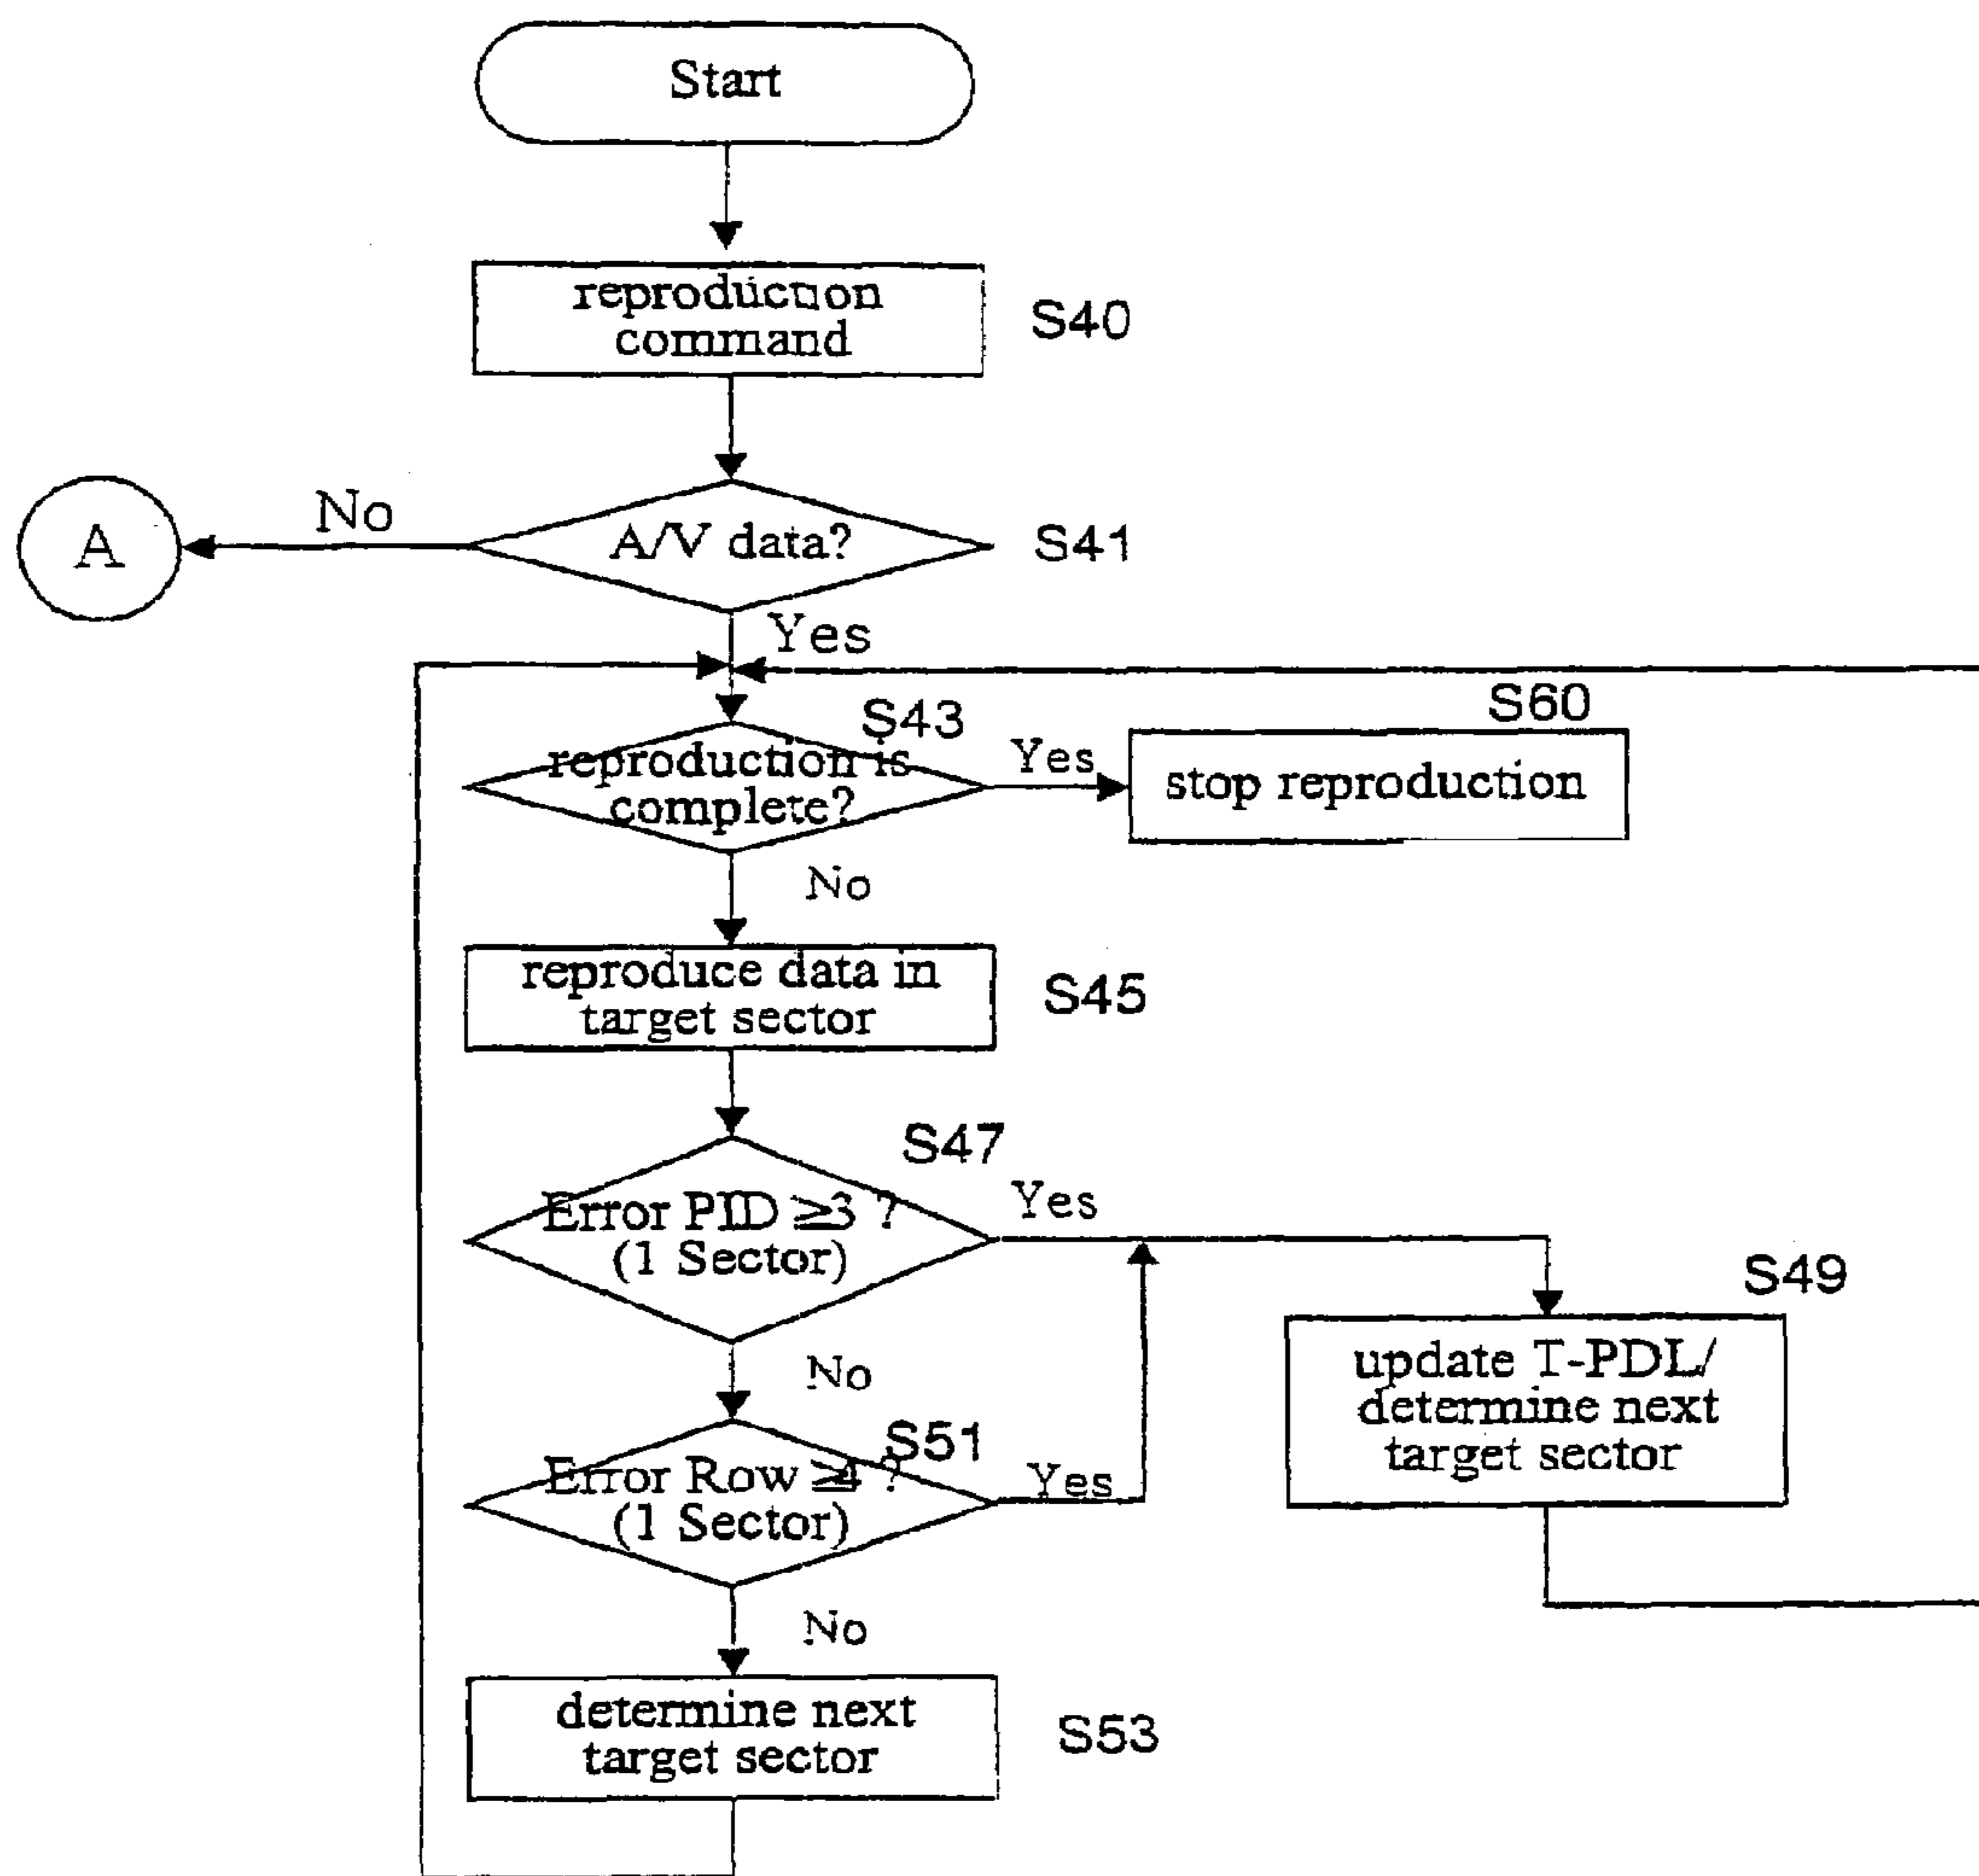 Start
reproduction
command
S40
No
A
A/V data?
S41
Yes
S43
S60
reproduction is
complete?
Yes
stop reproduction
No
reproduce data in
target sector
S45
S47
Error PID ≥3 ?
(1 Sector)
Yes
S49
No
update T-PDL/
determine next
target sector
S51
Error Row ≥4 ?
(1 Sector)
Yes
No
determine next
target sector
S53